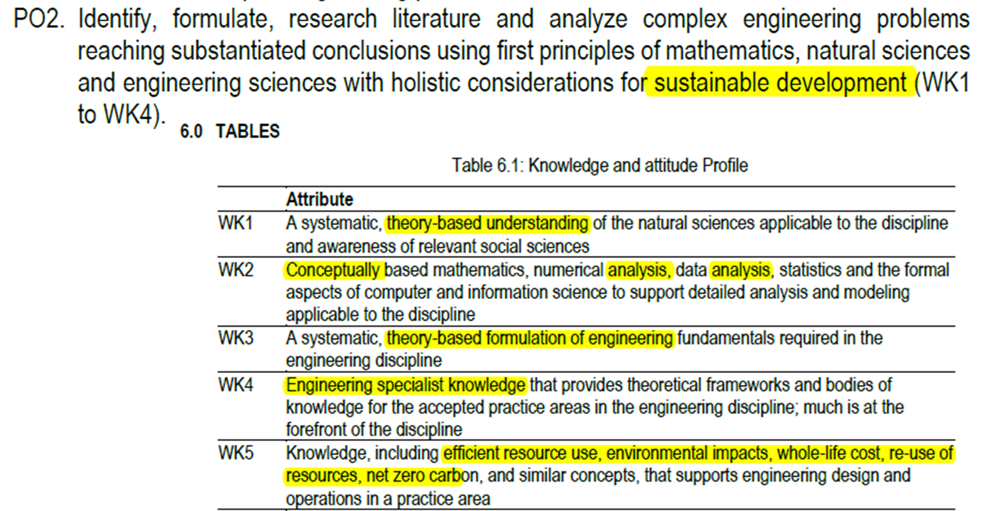 PO2. Identify, formulate, research literature and analyze complex engineering problems
reaching substantiated conclusions using first principles of mathematics, natural sciences
and engineering sciences with holistic considerations for sustainable development (WK1
to WK4).
6.0 TABLES
Table 6.1: Knowledge and attitude Profile
Attribute
WK1 A systematic, theory-based understanding of the natural sciences applicable to the discipline
and awareness of relevant social sciences
WK2 Conceptually based mathematics, numerical analysis, data analysis, statistics and the formal
aspects of computer and information science to support detailed analysis and modeling
applicable to the discipline
WK3 A systematic, theory-based formulation of engineering fundamentals required in the
engineering discipline
WK4 Engineering specialist knowledge that provides theoretical frameworks and bodies of
knowledge for the accepted practice areas in the engineering discipline; much is at the
forefront of the discipline
WK5 Knowledge, including efficient resource use, environmental impacts, whole-life cost, re-use of
resources, net zero carbon, and similar concepts, that supports engineering design and
operations in a practice area